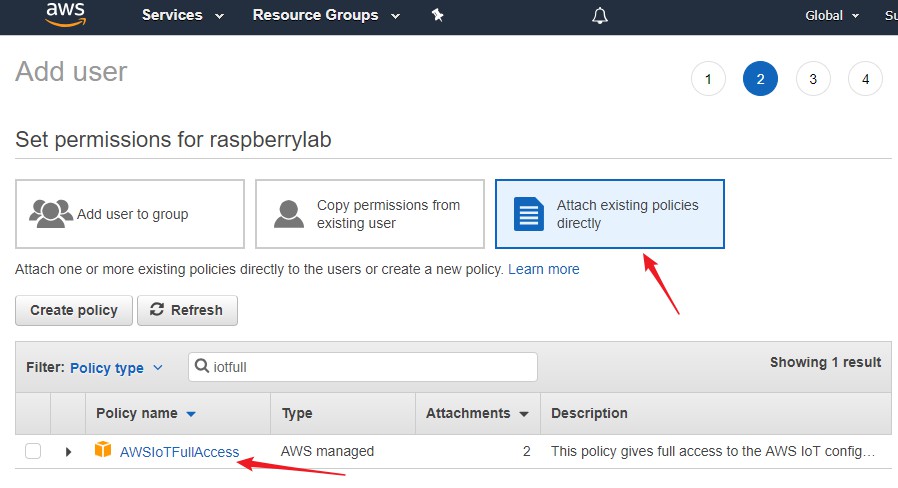 aws
Services Resource Groups Global Su
Add user
1 2 3 4
Set permissions for raspberrylab
Add user to group
Copy permissions from
existing user
Attach existing policies
directly
Attach one or more existing policies directly to the users or create a new policy. Learn more
Create policy Refresh
Filter: Policy type iotfull Showing 1 result
Policy name Type Attachments Description
AWSIoTFullAccess AWS managed 2 This policy gives full access to the AWS IoT config…